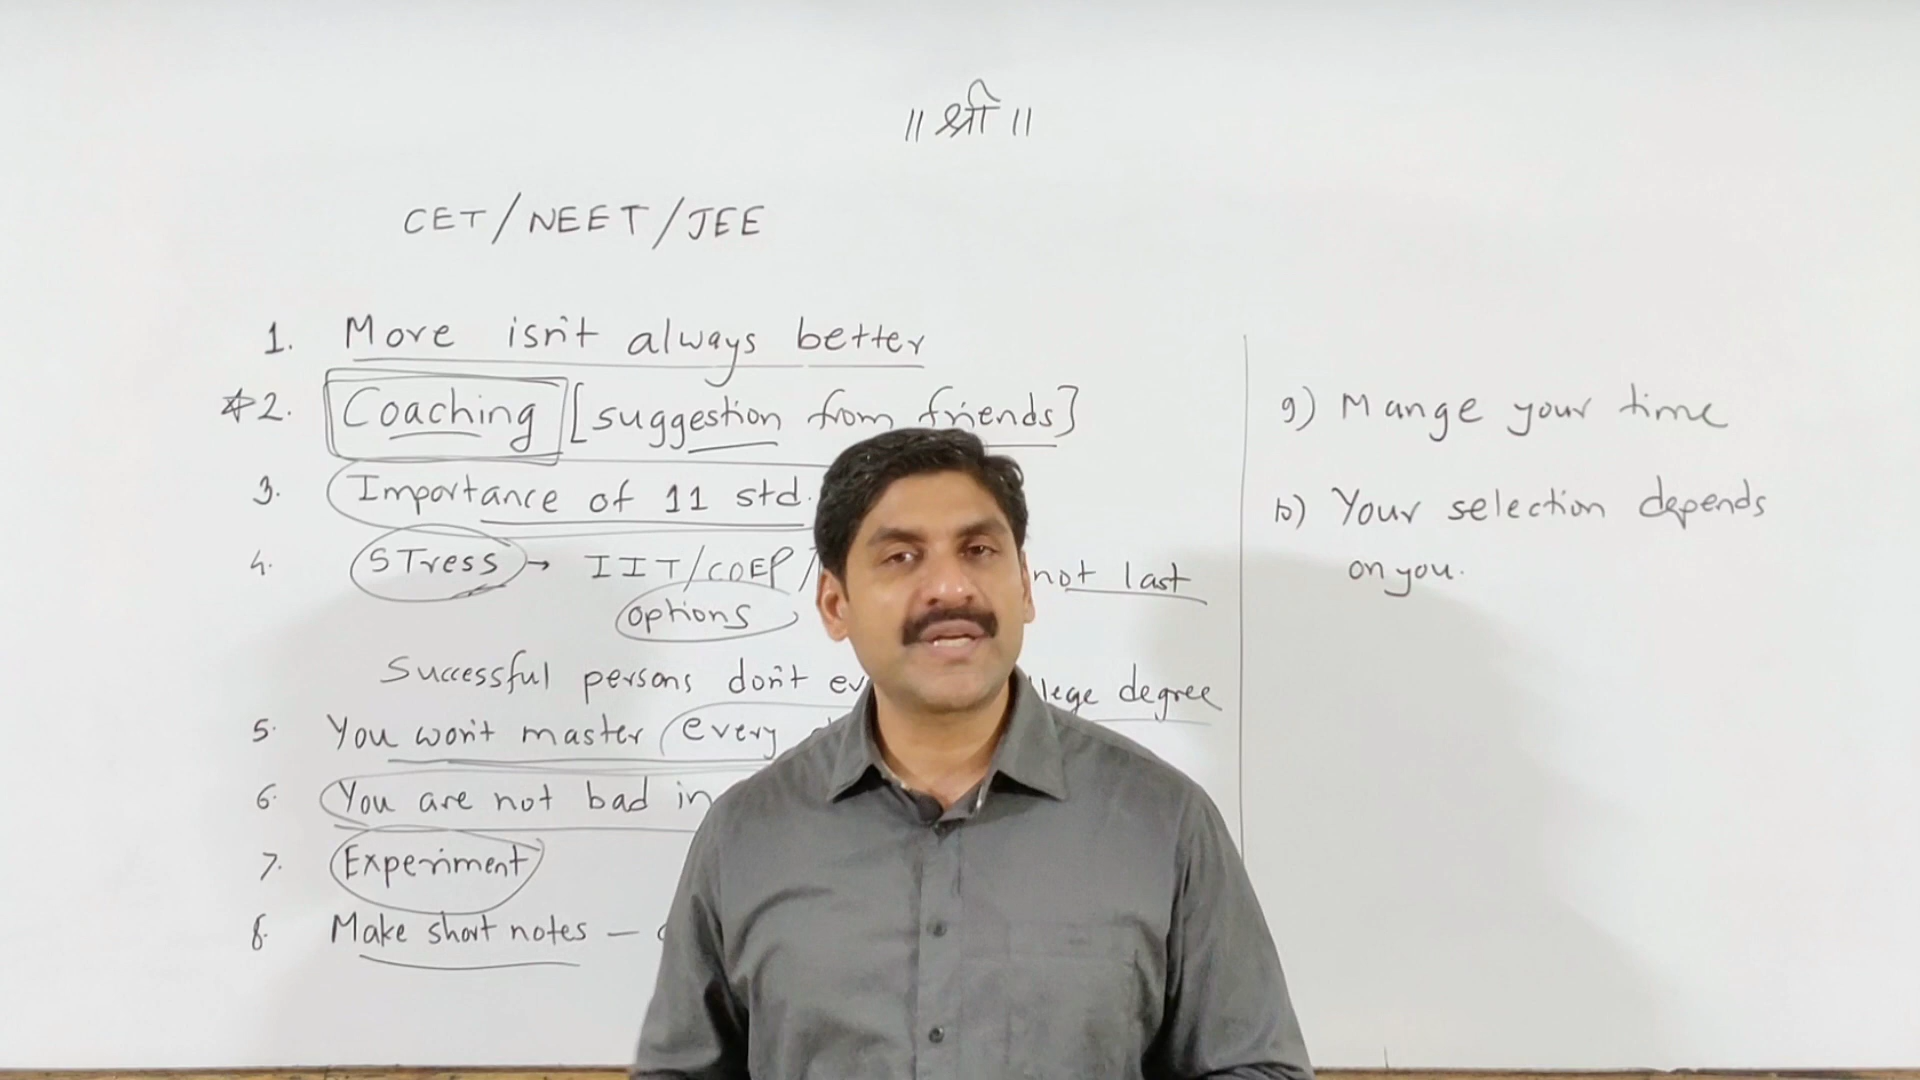 ॥ श्री ॥
CET/NEET/JEE
1. More isn't always better
2. Coaching [suggestion from friends]
3. Importance of 11 std.
4. STress → IIT/COEP/ not last
options
Successful persons don't degree
5. You won't master every
6. You are not bad in
7. Experiment
8. Make short notes –
9) Mange your time
10) Your selection depends
on you.